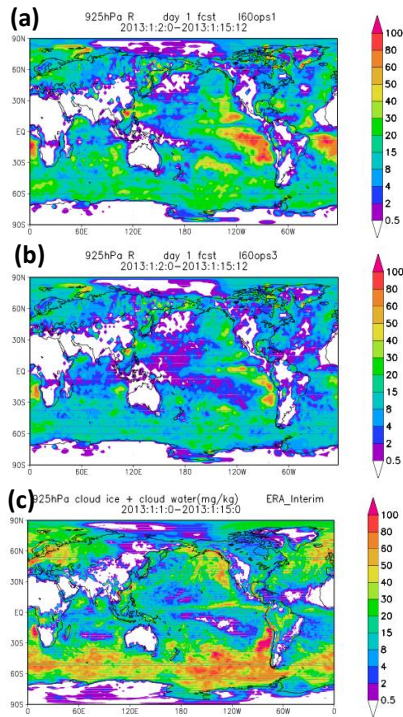 (a)
925hPa R day 1 fcst l60ops1
2013:1:2:0-2013:1:15:12
90N
60N
30N
EQ
30S
60S
90S
0 60E 120E 180 120W 60W
100
80
60
50
40
30
20
15
8
4
2
0.5
(b)
925hPa R day 1 fcst l60ops3
2013:1:2:0-2013:1:15:12
90N
60N
30N
EQ
30S
60S
90S
0 60E 120E 180 120W 60W
100
80
60
50
40
30
20
15
8
4
2
0.5
(c)
925hPa cloud ice + cloud water(mg/kg) ERA_Interim
2013:1:1:0-2013:1:15:0
90N
60N
30N
EQ
30S
60S
90S
0 60E 120E 180 120W 60W 0
100
80
60
50
40
30
20
15
8
4
2
0.5